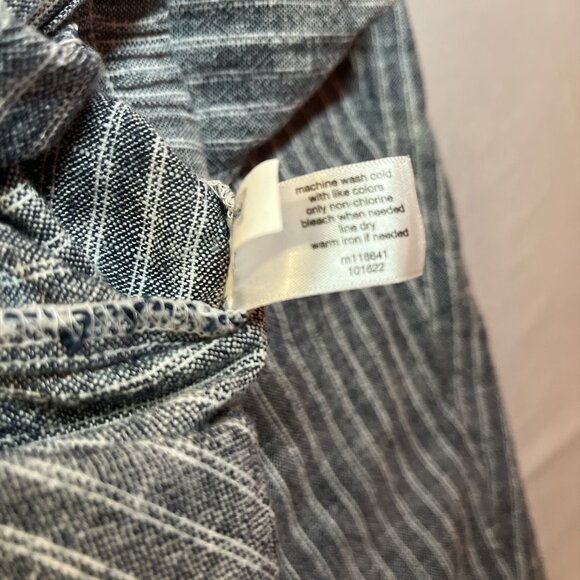 machine wash cold
with like colors
only non-chlorine
bleach when needed
line dry
warm iron if needed
rn118641
101622